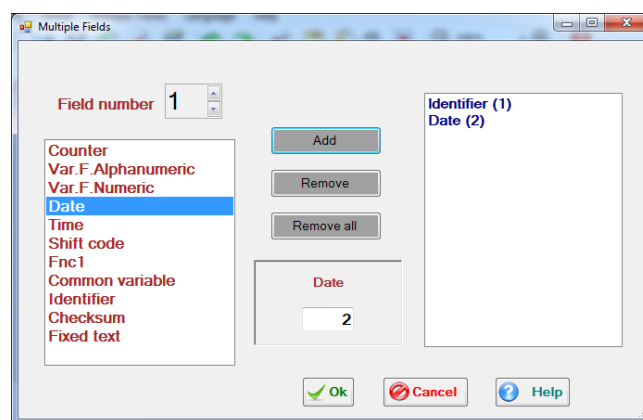 Multiple Fields
Field number 1
Identifier (1)
Date (2)
Counter
Var.F.Alphanumeric
Var.F.Numeric
Date
Time
Shift code
Fnc1
Common variable
Identifier
Checksum
Fixed text
Add
Remove
Remove all
Date
2
Ok
Cancel
Help